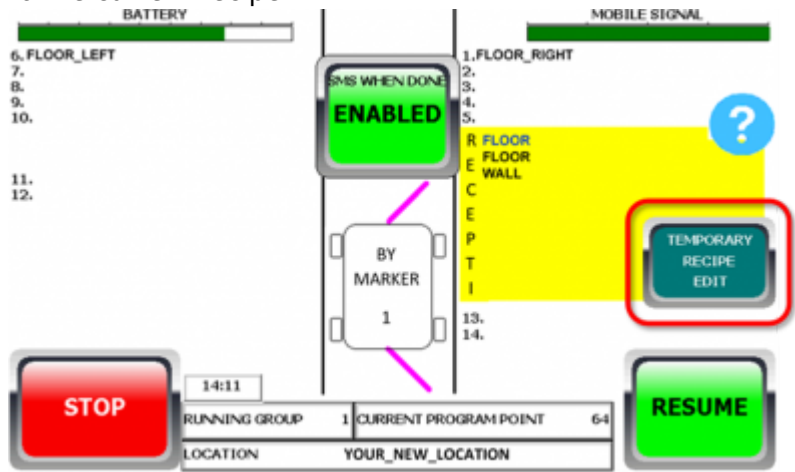 BATTERY
MOBILE SIGNAL
6. FLOOR_LEFT
7.
8.
9.
10.
11.
12.
SMS WHEN DONE
ENABLED
1.FLOOR_RIGHT
2.
3.
4.
5.
?
RECEPTI
FLOOR
FLOOR
WALL
TEMPORARY
RECIPE
EDIT
BY
MARKER
1
13.
14.
STOP
14:11
RESUME
RUNNING GROUP 1 CURRENT PROGRAM POINT 64
LOCATION YOUR_NEW_LOCATION